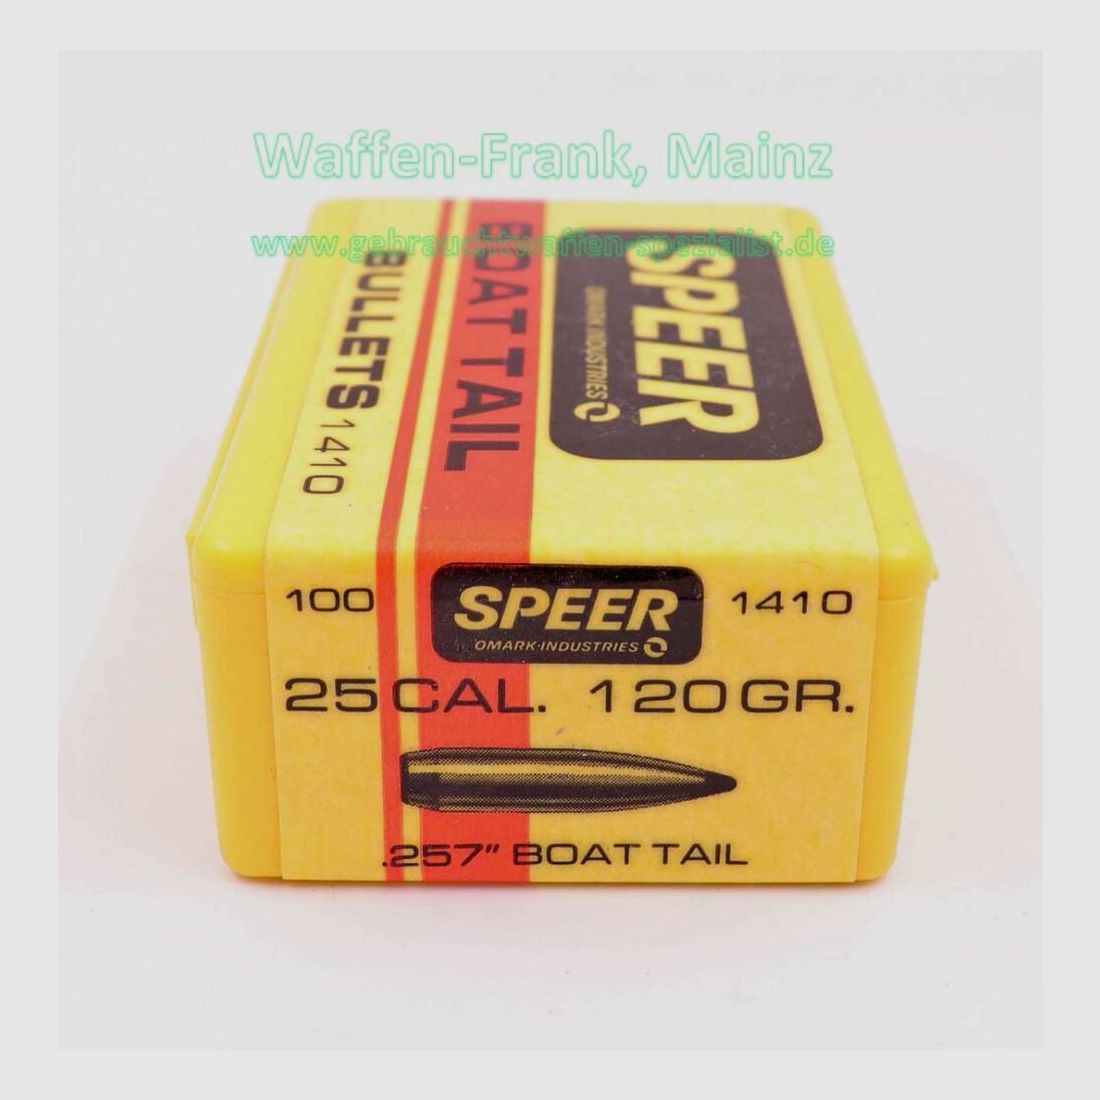 Waffen-Frank, Mainz
www.gebrauchtwaffen-spezialist.de
SPEER
OMARK INDUSTRIES
BOAT TAIL
BULLETS 1410
100 SPEER 1410
OMARK·INDUSTRIES
25 CAL. 120 GR.
.257” BOAT TAIL